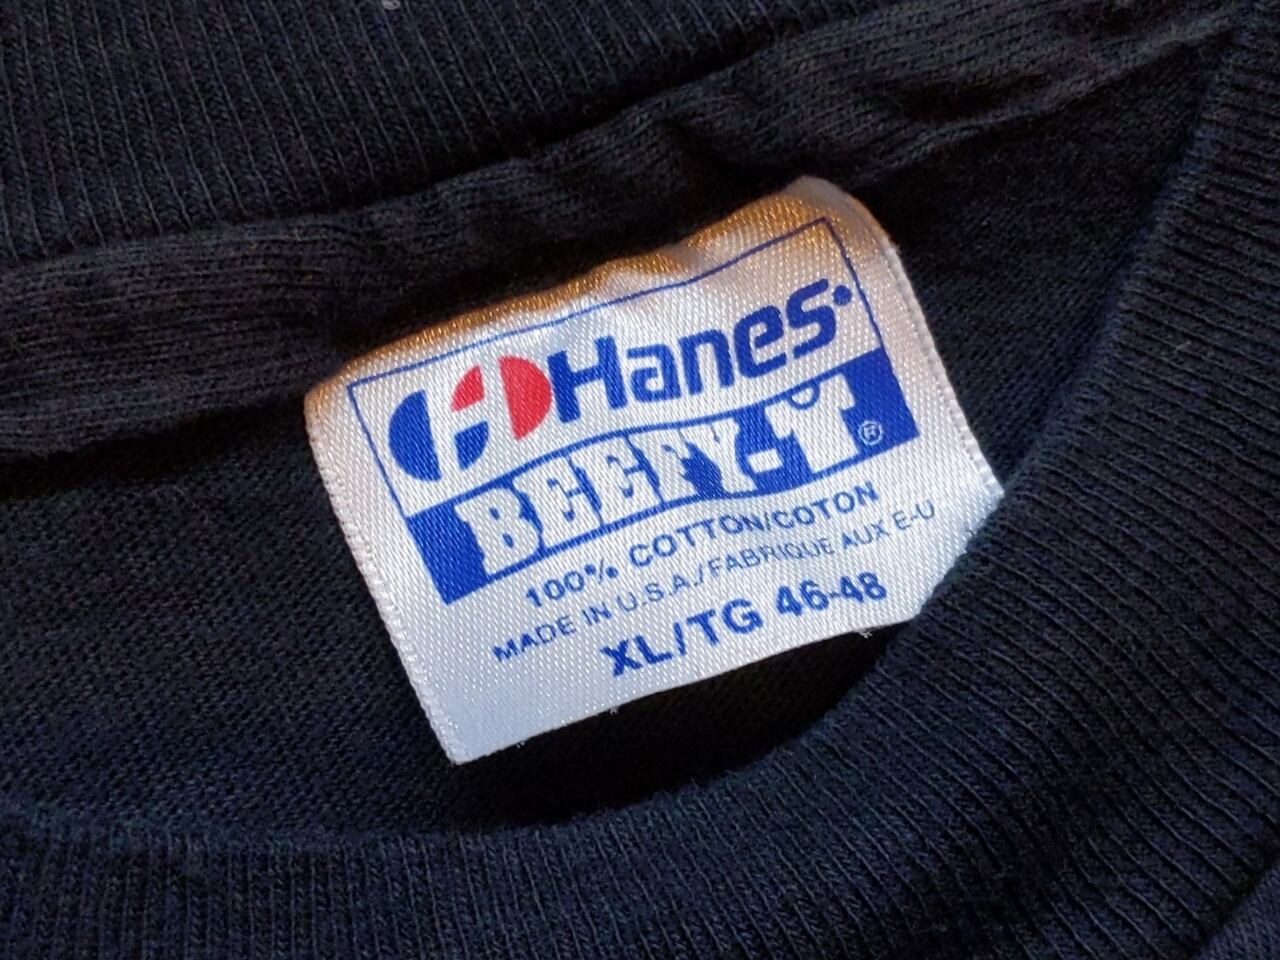 Hanes
BEEFY-T®
100% COTTON/COTON
MADE IN U.S.A./FABRIQUE AUX E-U
XL/TG 46-48